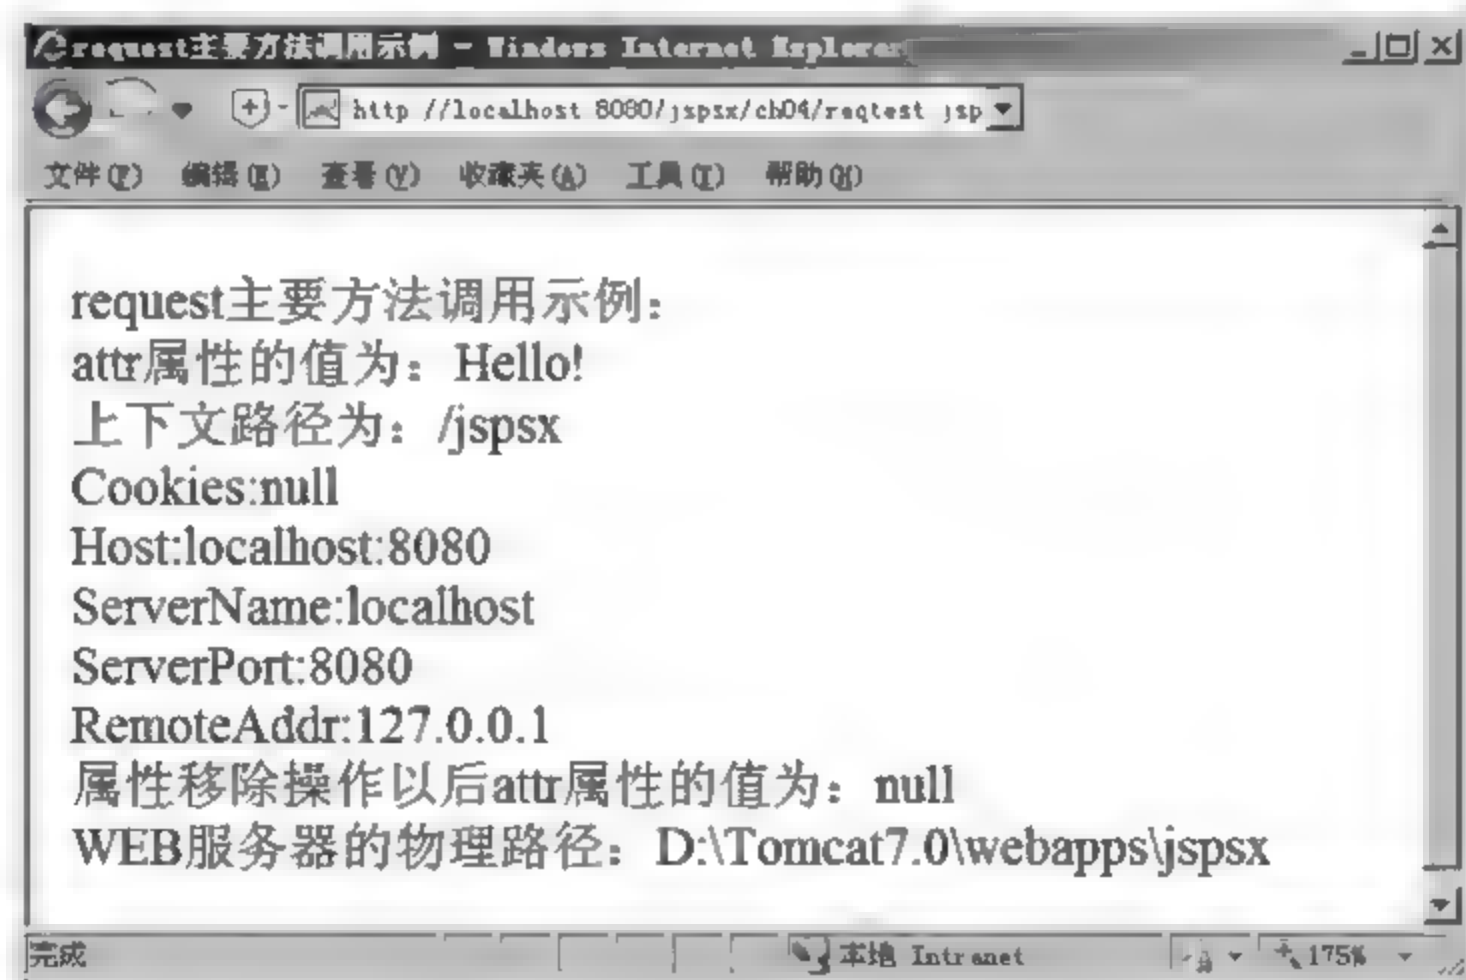 request主要方法调用示例 - Windows Internet Explorer
http //localhost 8080/jspsx/ch04/reqtest jsp
文件(F) 编辑(E) 查看(V) 收藏夹(A) 工具(T) 帮助(H)
request主要方法调用示例：
attr属性的值为：Hello!
上下文路径为：/jspsx
Cookies:null
Host:localhost:8080
ServerName:localhost
ServerPort:8080
RemoteAddr:127.0.0.1
属性移除操作以后attr属性的值为：null
WEB服务器的物理路径：D:\Tomcat7.0\webapps\jspsx
完成 本地 Intranet 175%